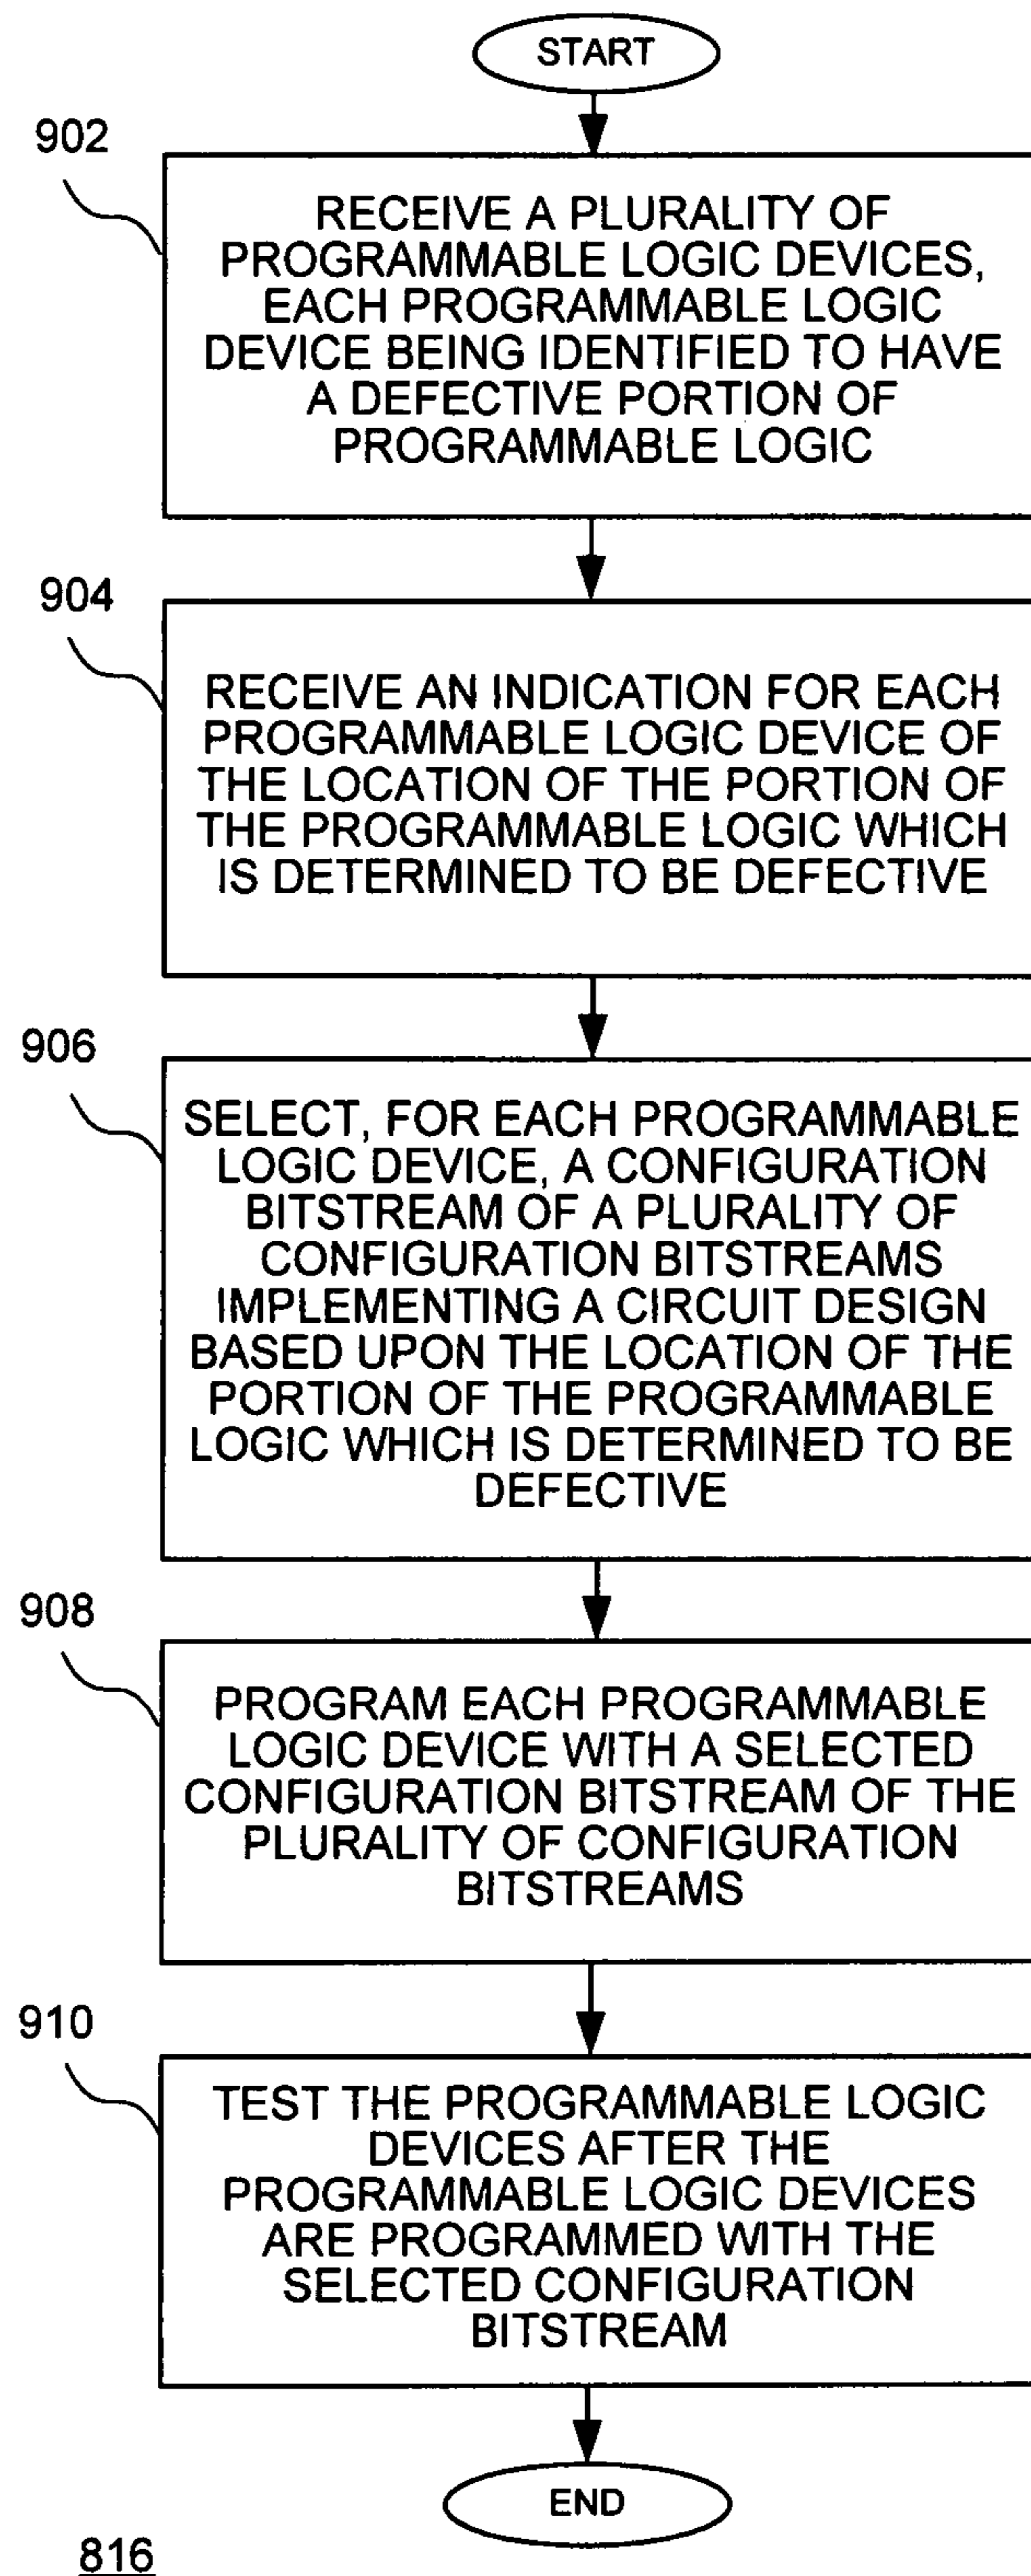 START
902
RECEIVE A PLURALITY OF
PROGRAMMABLE LOGIC DEVICES,
EACH PROGRAMMABLE LOGIC
DEVICE BEING IDENTIFIED TO HAVE
A DEFECTIVE PORTION OF
PROGRAMMABLE LOGIC
904
RECEIVE AN INDICATION FOR EACH
PROGRAMMABLE LOGIC DEVICE OF
THE LOCATION OF THE PORTION OF
THE PROGRAMMABLE LOGIC WHICH
IS DETERMINED TO BE DEFECTIVE
906
SELECT, FOR EACH PROGRAMMABLE
LOGIC DEVICE, A CONFIGURATION
BITSTREAM OF A PLURALITY OF
CONFIGURATION BITSTREAMS
IMPLEMENTING A CIRCUIT DESIGN
BASED UPON THE LOCATION OF THE
PORTION OF THE PROGRAMMABLE
LOGIC WHICH IS DETERMINED TO BE
DEFECTIVE
908
PROGRAM EACH PROGRAMMABLE
LOGIC DEVICE WITH A SELECTED
CONFIGURATION BITSTREAM OF THE
PLURALITY OF CONFIGURATION
BITSTREAMS
910
TEST THE PROGRAMMABLE LOGIC
DEVICES AFTER THE
PROGRAMMABLE LOGIC DEVICES
ARE PROGRAMMED WITH THE
SELECTED CONFIGURATION
BITSTREAM
END
816